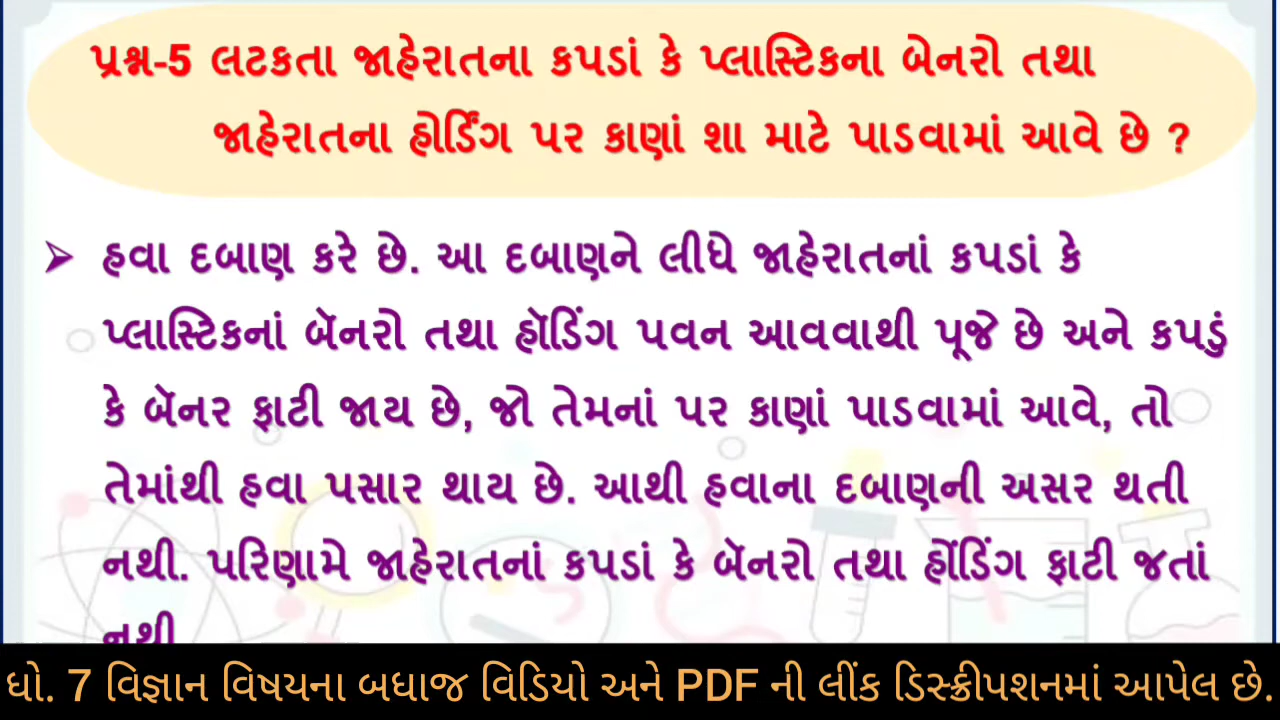 પ્રશ્ન-5 લટકતા જાહેરાતના કપડાં કે પ્લાસ્ટિકના બેનરો તથા
જાહેરાતના હોર્ડિંગ પર કાણાં શા માટે પાડવામાં આવે છે ?
➢ હવા દબાણ કરે છે. આ દબાણને લીધે જાહેરાતનાં કપડાં કે
પ્લાસ્ટિકનાં બૅનરો તથા હૉડિંગ પવન આવવાથી ધૂજે છે અને કપડું
કે બૅનર ફાટી જાય છે, જો તેમનાં પર કાણાં પાડવામાં આવે, તો
તેમાંથી હવા પસાર થાય છે. આથી હવાના દબાણની અસર થતી
નથી. પરિણામે જાહેરાતનાં કપડાં કે બૅનરો તથા હોંડિંગ ફાટી જતાં
નથી
ધો. 7 વિજ્ઞાન વિષયના બધાજ વિડિયો અને PDF ની લીંક ડિસ્ક્રીપશનમાં આપેલ છે.